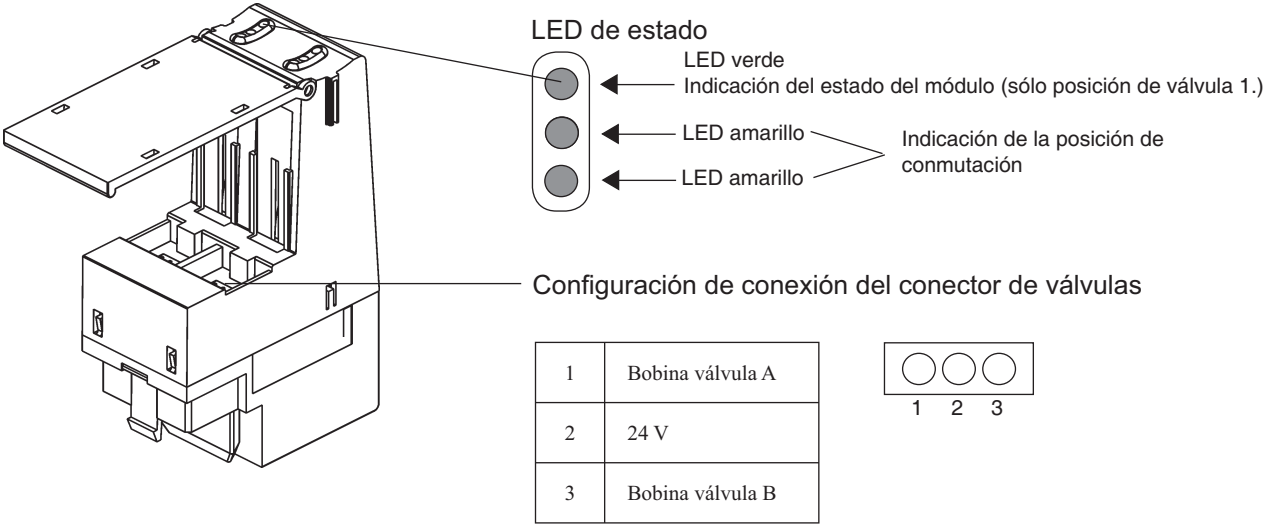 LED de estado
LED verde
Indicación del estado del módulo (sólo posición de válvula 1.)
LED amarillo
LED amarillo
Indicación de la posición de
conmutación
Configuración de conexión del conector de válvulas
1 Bobina válvula A
2 24 V
3 Bobina válvula B
1 2 3